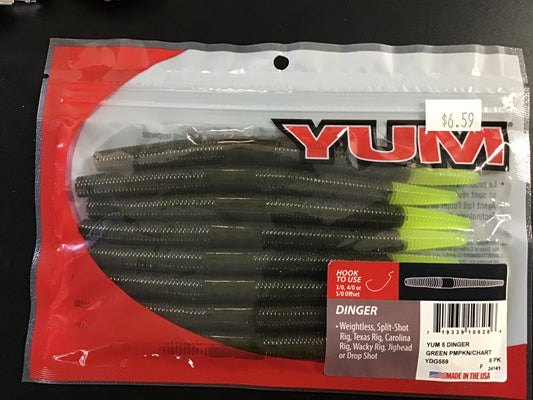 $6.59
YUM
HOOK
TO USE
3/0, 4/0 or
5/0 Offset
DINGER
• Weightless, Split-Shot
Rig, Texas Rig, Carolina
Rig, Wacky Rig, Jighead
or Drop Shot
YUM 5 DINGER
GREEN PMPKN/CHART
YDG559
8 PK
F 24141
MADE IN THE USA